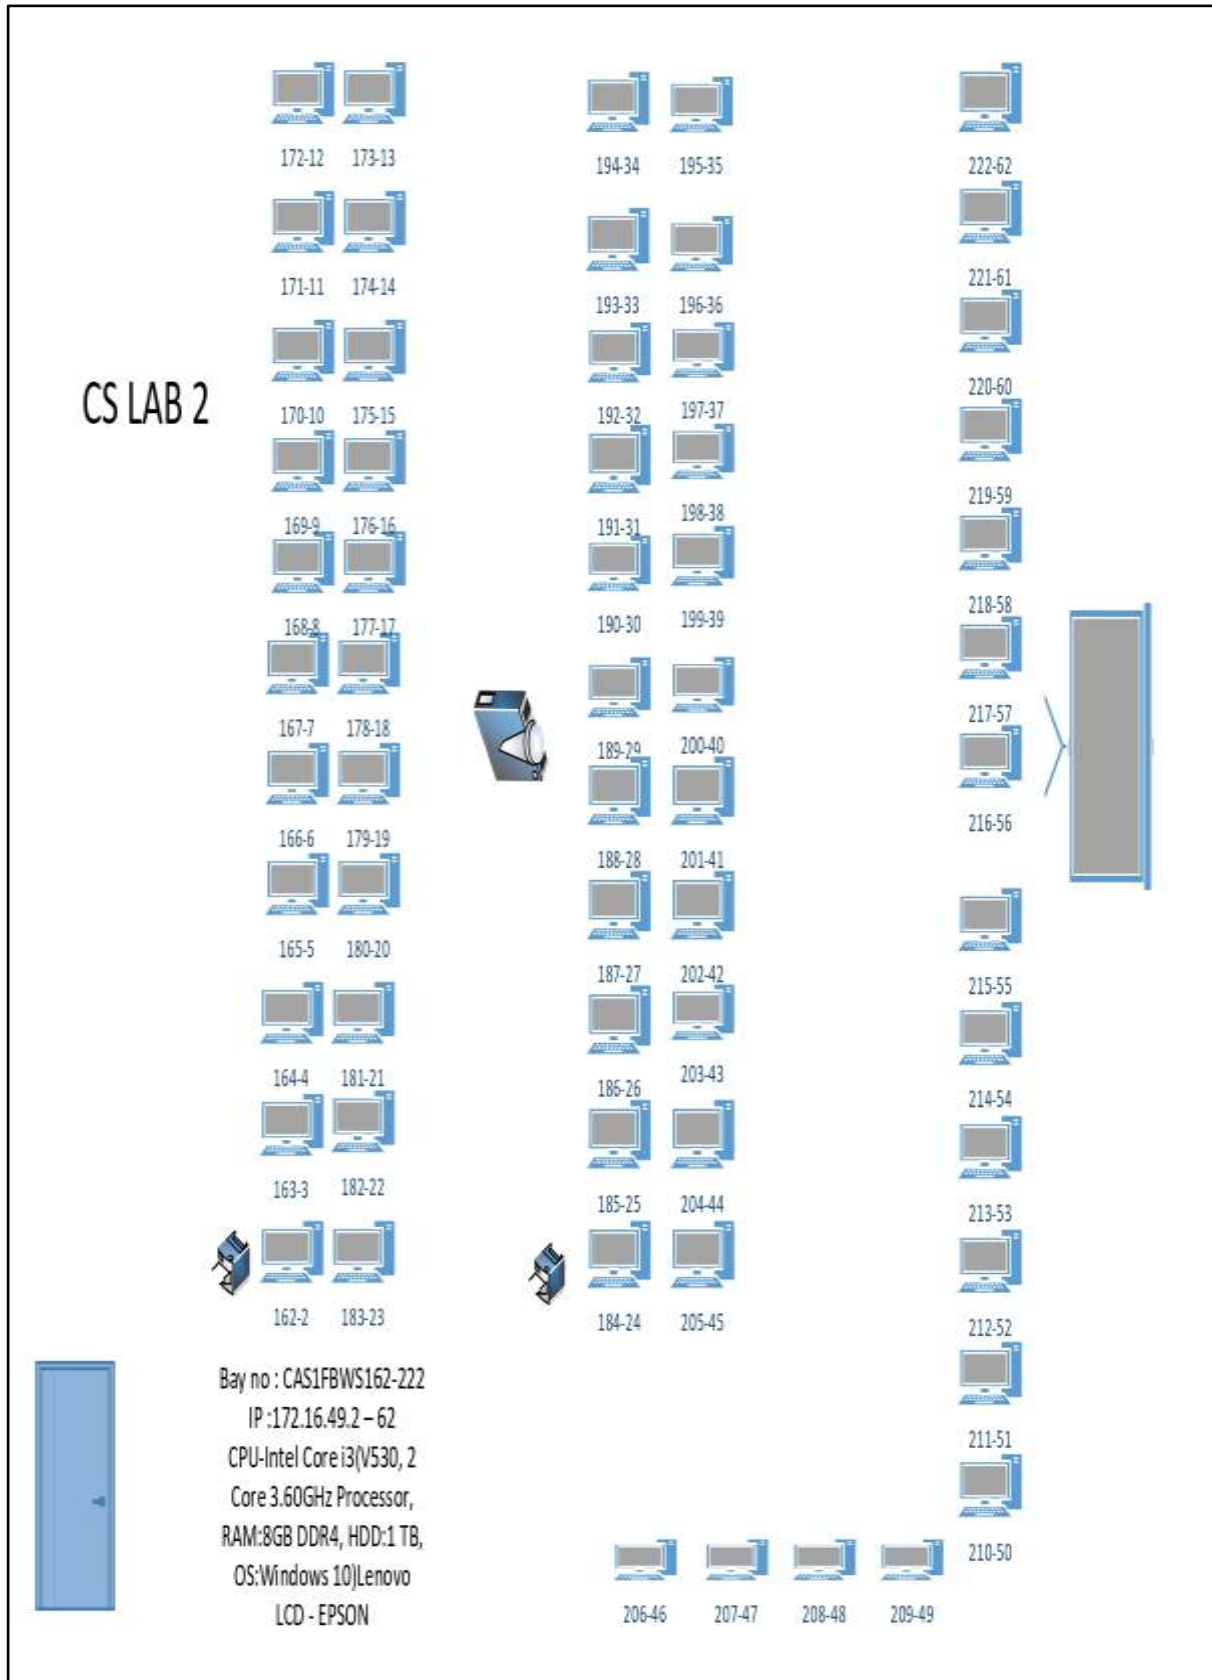 172-12 173-13 194-34 195-35 222-62
171-11 174-14 193-33 196-36 221-61
CS LAB 2
170-10 175-15 192-32 197-37 220-60
169-9 176-16 191-31 198-38 219-59
168-8 177-17 190-30 199-39 218-58
167-7 178-18 189-29 200-40 217-57
166-6 179-19 188-28 201-41 216-56
165-5 180-20 187-27 202-42 215-55
164-4 181-21 186-26 203-43 214-54
163-3 182-22 185-25 204-44 213-53
162-2 183-23 184-24 205-45 212-52
211-51
210-50
206-46 207-47 208-48 209-49
Bay no : CAS1FBWS162-222
IP :172.16.49.2 – 62
CPU-Intel Core i3(V530, 2
Core 3.60GHz Processor,
RAM:8GB DDR4, HDD:1 TB,
OS:Windows 10)Lenovo
LCD - EPSON